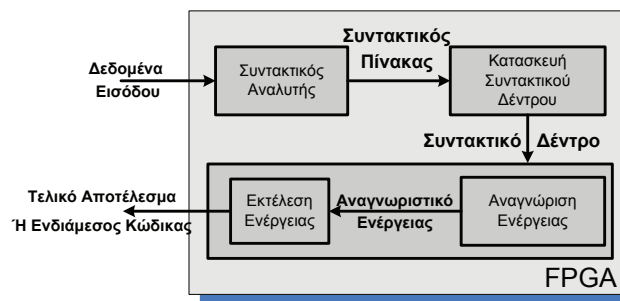 Δεδομένα
Εισόδου
Συντακτικός
Αναλυτής
Συντακτικός
Πίνακας
Κατασκευή
Συντακτικού
Δέντρου
Συντακτικό Δέντρο
Τελικό Αποτέλεσμα
Ή Ενδιάμεσος Κώδικας
Εκτέλεση
Ενέργειας
Αναγνωριστικό
Ενέργειας
Αναγνώριση
Ενέργειας
FPGA